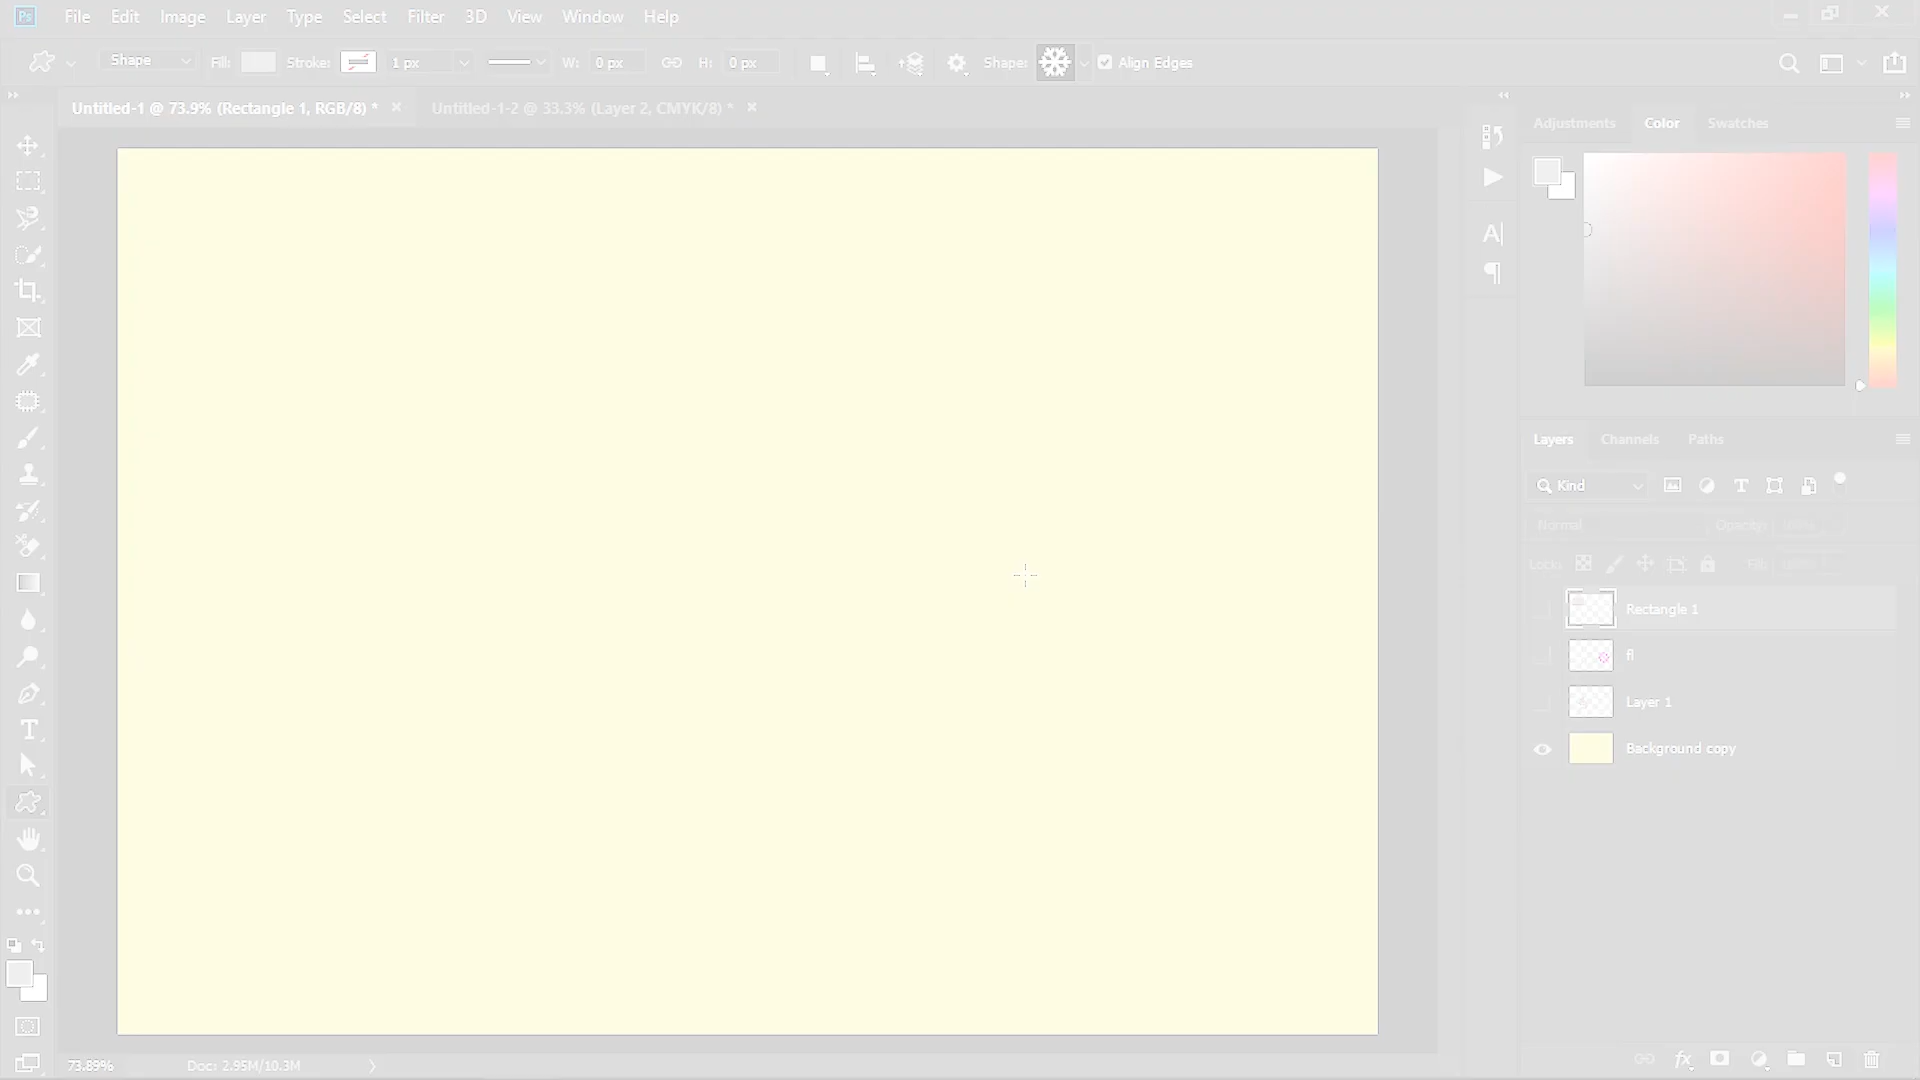 Ps File Edit Image Layer Type Select Filter 3D View Window Help
Shape Fill: Stroke: 1 px W: 0 px H: 0 px Shape: Align Edges
Untitled-1 @ 73.9% (Rectangle 1, RGB/8) * Untitled-1-2 @ 33.3% (Layer 2, CMYK/8) *
Adjustments Color Swatches
Layers Channels Paths
Kind
Normal Opacity:
Lock: Fill:
Rectangle 1
fl
Layer 1
Background copy
73.89% Doc: 2.95M/10.3M